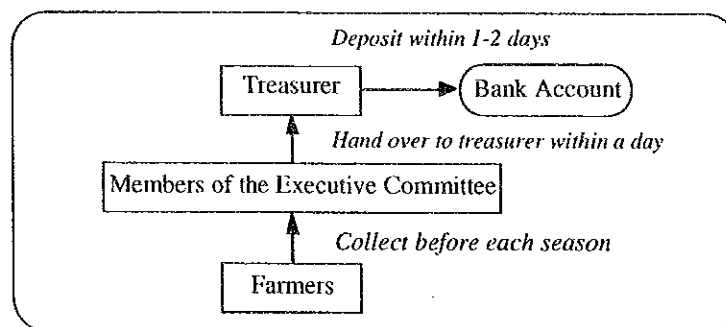 Deposit within 1-2 days
Treasurer
Bank Account
Hand over to treasurer within a day
Members of the Executive Committee
Collect before each season
Farmers